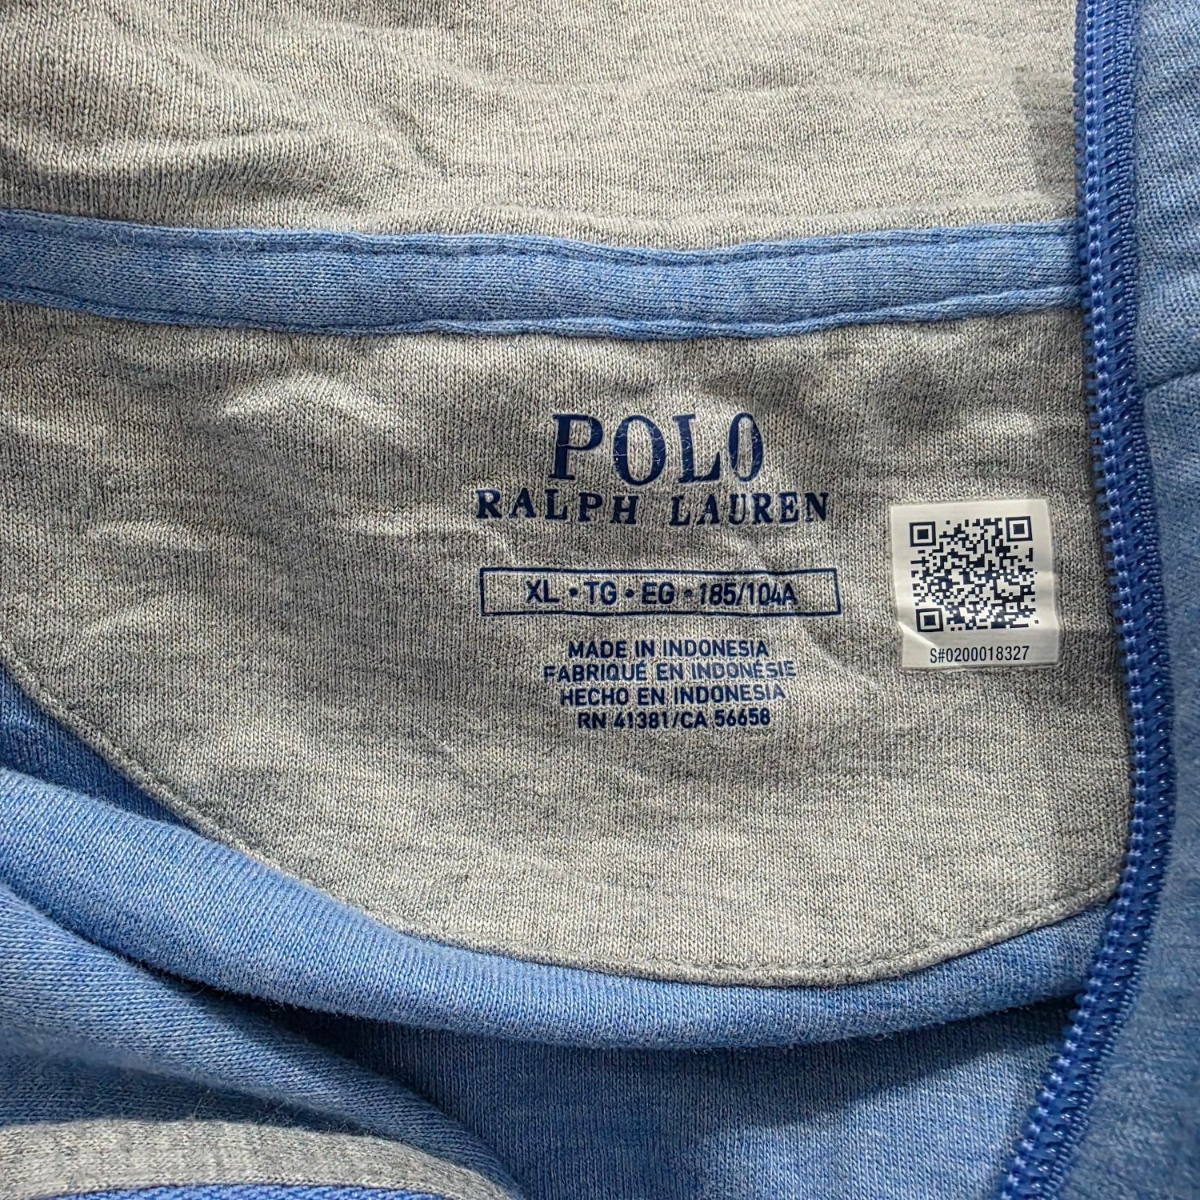 POLO
RALPH LAUREN
XL • TG • EG • 185/104A
MADE IN INDONESIA
FABRIQUÉ EN INDONÉSIE
HECHO EN INDONESIA
RN 41381/CA 56658
S#0200018327